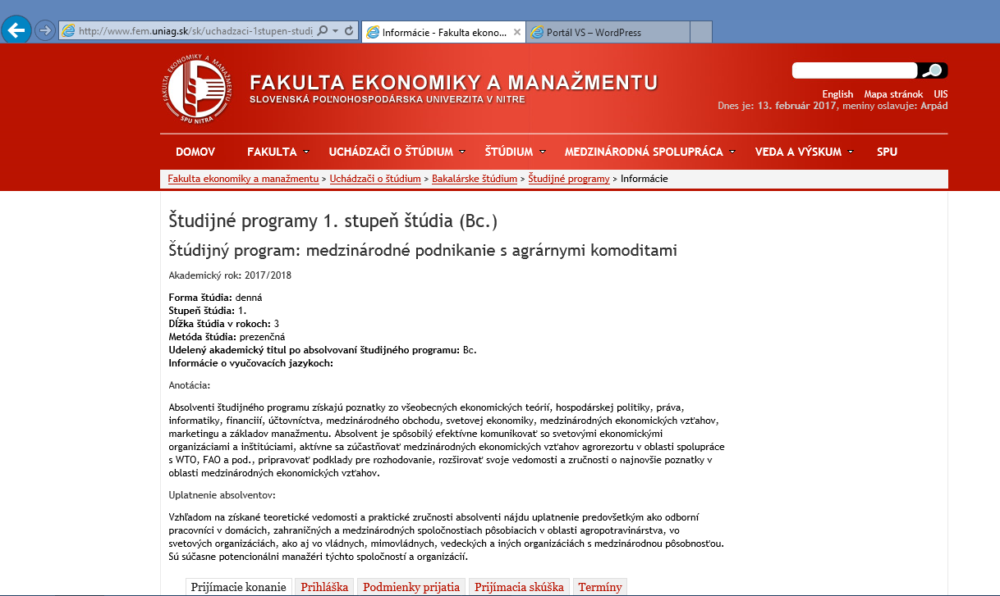 http://www.fem.uniag.sk/sk/uchadzaci-1stupen-studi
Informácie - Fakulta ekono...
Portál VS – WordPress
FAKULTA EKONOMIKY A MANAŽMENTU
SPU NITRA
FAKULTA EKONOMIKY A MANAŽMENTU
SLOVENSKÁ POĽNOHOSPODÁRSKA UNIVERZITA V NITRE
English Mapa stránok UIS
Dnes je: 13. február 2017, meniny oslavuje: Arpád
DOMOV FAKULTA UCHÁDZAČI O ŠTÚDIUM ŠTÚDIUM MEDZINÁRODNÁ SPOLUPRÁCA VEDA A VÝSKUM SPU
Fakulta ekonomiky a manažmentu > Uchádzači o štúdium > Bakalárske štúdium > Študijné programy > Informácie
Študijné programy 1. stupeň štúdia (Bc.)
Štúdijný program: medzinárodné podnikanie s agrárnymi komoditami
Akademický rok: 2017/2018
Forma štúdia: denná
Stupeň štúdia: 1.
Dĺžka štúdia v rokoch: 3
Metóda štúdia: prezenčná
Udelený akademický titul po absolvovaní študijného programu: Bc.
Informácie o vyučovacích jazykoch:
Anotácia:
Absolventi študijného programu získajú poznatky zo všeobecných ekonomických teórií, hospodárskej politiky, práva,
informatiky, financiíí, účtovníctva, medzinárodného obchodu, svetovej ekonomiky, medzinárodných ekonomických vzťahov,
marketingu a základov manažmentu. Absolvent je spôsobilý efektívne komunikovať so svetovými ekonomickými
organizáciami a inštitúciami, aktívne sa zúčastňovať medzinárodných ekonomických vzťahov agrorezortu v oblasti spolupráce
s WTO, FAO a pod., pripravovať podklady pre rozhodovanie, rozširovať svoje vedomosti a zručnosti o najnovšie poznatky v
oblasti medzinárodných ekonomických vzťahov.
Uplatnenie absolventov:
Vzhľadom na získané teoretické vedomosti a praktické zručnosti absolventi nájdu uplatnenie predovšetkým ako odborní
pracovníci v domácich, zahraničných a medzinárodných spoločnostiach pôsobiacich v oblasti agropotravinárstva, vo
svetových organizáciách, ako aj vo vládnych, mimovládnych, vedeckých a iných organizáciách s medzinárodnou pôsobnosťou.
Sú súčasne potencionálni manažéri týchto spoločností a organizácií.
Prijímacie konanie Prihláška Podmienky prijatia Prijímacia skúška Termíny